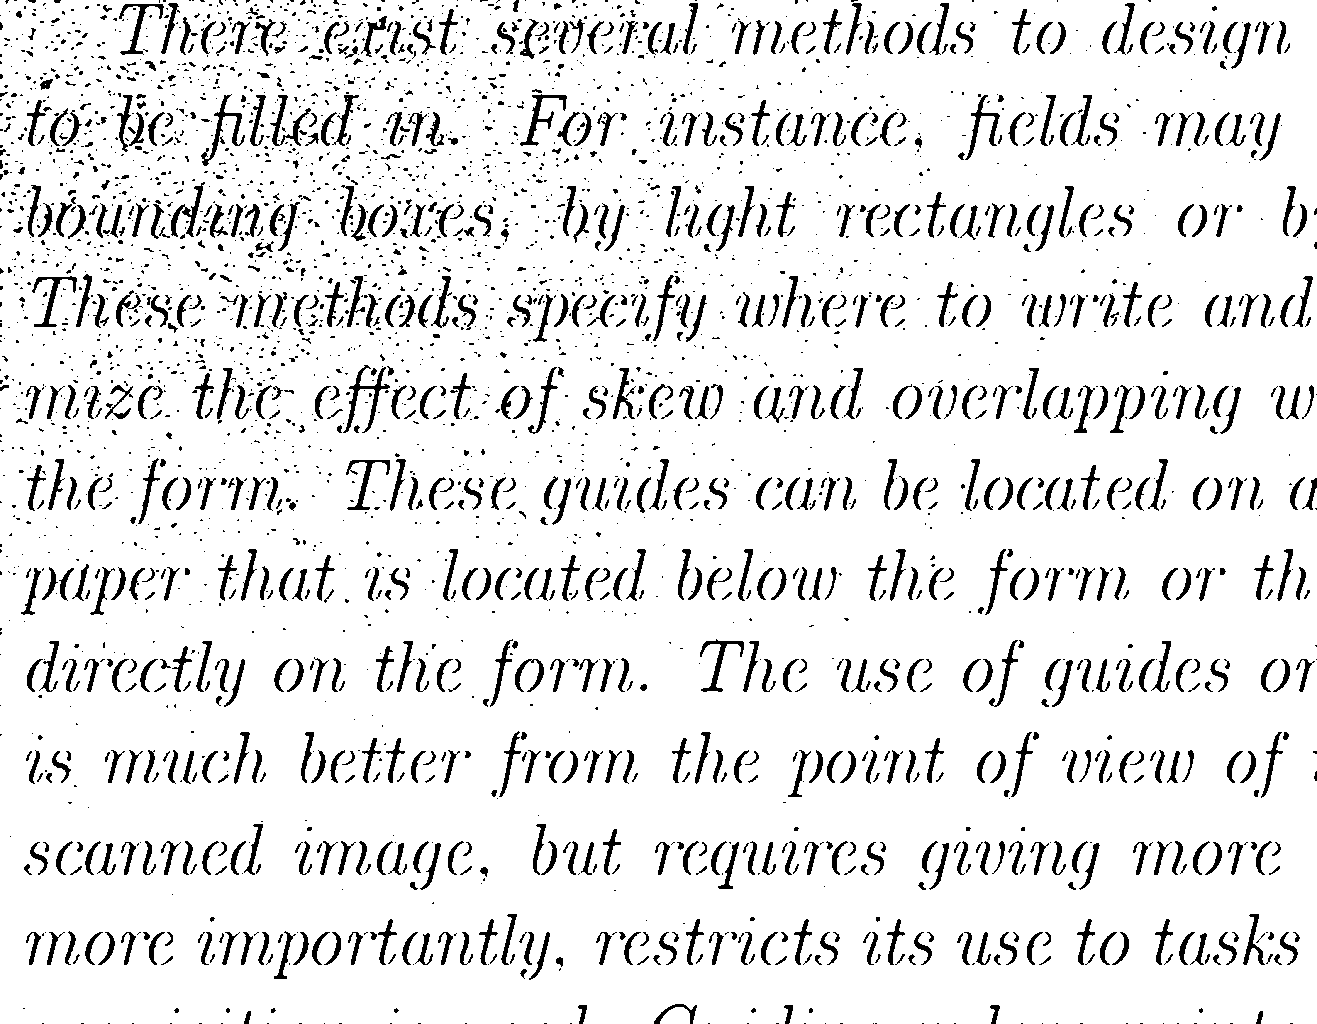 There exist several methods to design
to be filled in. For instance, fields may
bounding boxes, by light rectangles or by
These methods specify where to write and
mize the effect of skew and overlapping w
the form. These guides can be located on a
paper that is located below the form or th
directly on the form. The use of guides on
is much better from the point of view of t
scanned image, but requires giving more
more importantly, restricts its use to tasks